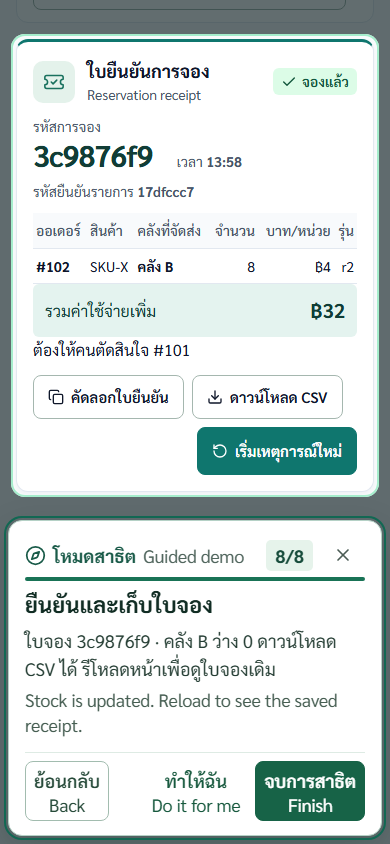 ใบยืนยันการจอง
Reservation receipt
จองแล้ว
รหัสการจอง
3c9876f9 เวลา 13:58
รหัสยืนยันรายการ 17dfccc7
ออเดอร์ สินค้า คลังที่จัดส่ง จำนวน บาท/หน่วย รุ่น
#102 SKU-X คลัง B 8 ฿4 r2
รวมค่าใช้จ่ายเพิ่ม ฿32
ต้องให้คนตัดสินใจ #101
คัดลอกใบยืนยัน ดาวน์โหลด CSV
เริ่มเหตุการณ์ใหม่
โหมดสาธิต Guided demo 8/8
ยืนยันและเก็บใบจอง
ใบจอง 3c9876f9 · คลัง B ว่าง 0 ดาวน์โหลด
CSV ได้ รีโหลดหน้าเพื่อดูใบจองเดิม
Stock is updated. Reload to see the saved
receipt.
ย้อนกลับ ทำให้ฉัน จบการสาธิต
Back Do it for me Finish